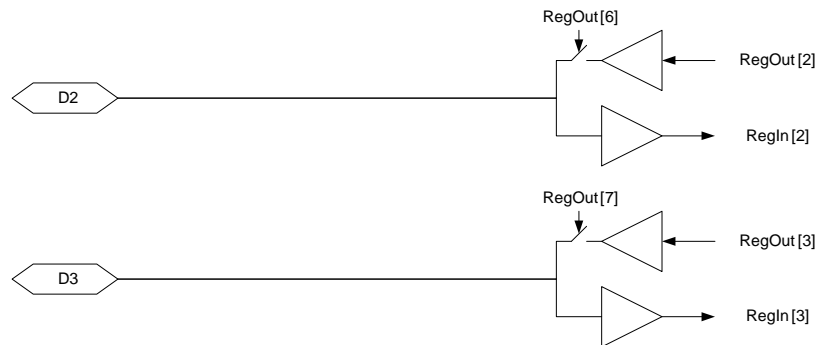 RegOut[6]
RegOut[2]
D2
RegIn[2]
RegOut[7]
RegOut[3]
D3
RegIn[3]